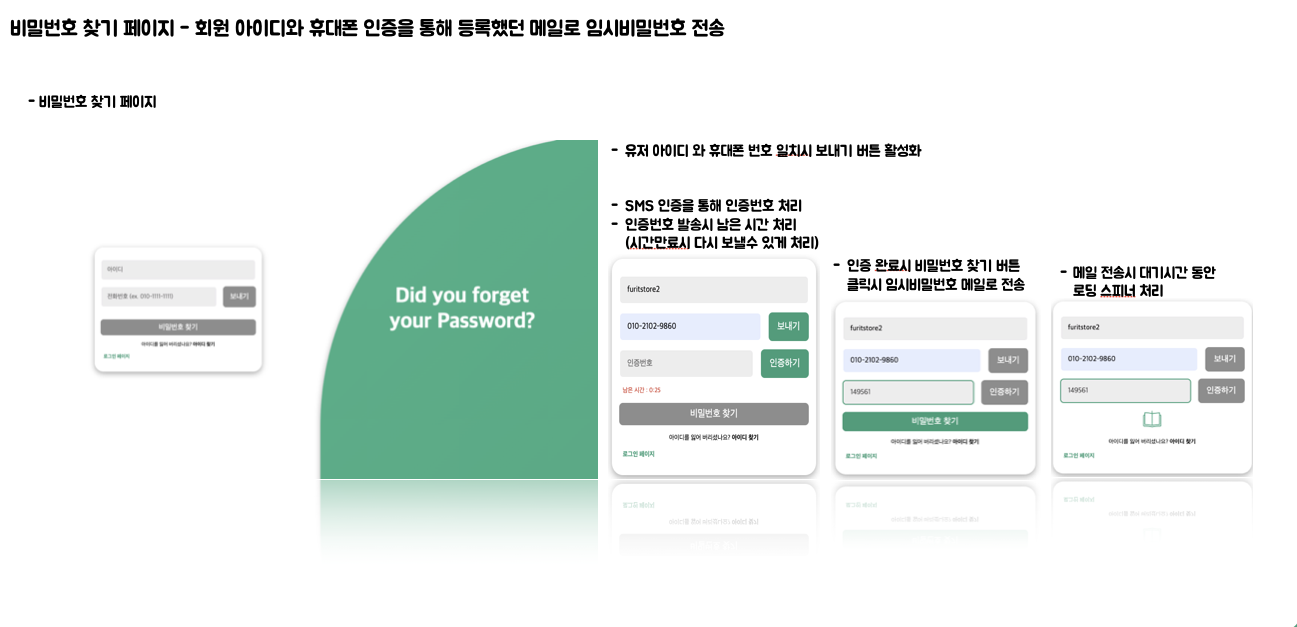 비밀번호 찾기 페이지 - 회원 아이디와 휴대폰 인증을 통해 등록했던 메일로 임시비밀번호 전송
- 비밀번호 찾기 페이지
아이디
전화번호 (ex. 010-1111-1111)
보내기
비밀번호 찾기
아이디를 잃어 버리셨나요? 아이디 찾기
로그인 페이지
Did you forget
your Password?
- 유저 아이디 와 휴대폰 번호 일치시 보내기 버튼 활성화
- SMS 인증을 통해 인증번호 처리
- 인증번호 발송시 남은 시간 처리
(시간만료시 다시 보낼수 있게 처리)
furitstore2
010-2102-9860
보내기
인증번호
인증하기
남은 시간 : 0:25
비밀번호 찾기
아이디를 잃어 버리셨나요? 아이디 찾기
로그인 페이지
- 인증 완료시 비밀번호 찾기 버튼
클릭시 임시비밀번호 메일로 전송
furitstore2
010-2102-9860
보내기
149561
인증하기
비밀번호 찾기
아이디를 잃어 버리셨나요? 아이디 찾기
로그인 페이지
- 메일 전송시 대기시간 동안
로딩 스피너 처리
furitstore2
010-2102-9860
보내기
149561
인증하기
아이디를 잃어 버리셨나요? 아이디 찾기
로그인 페이지